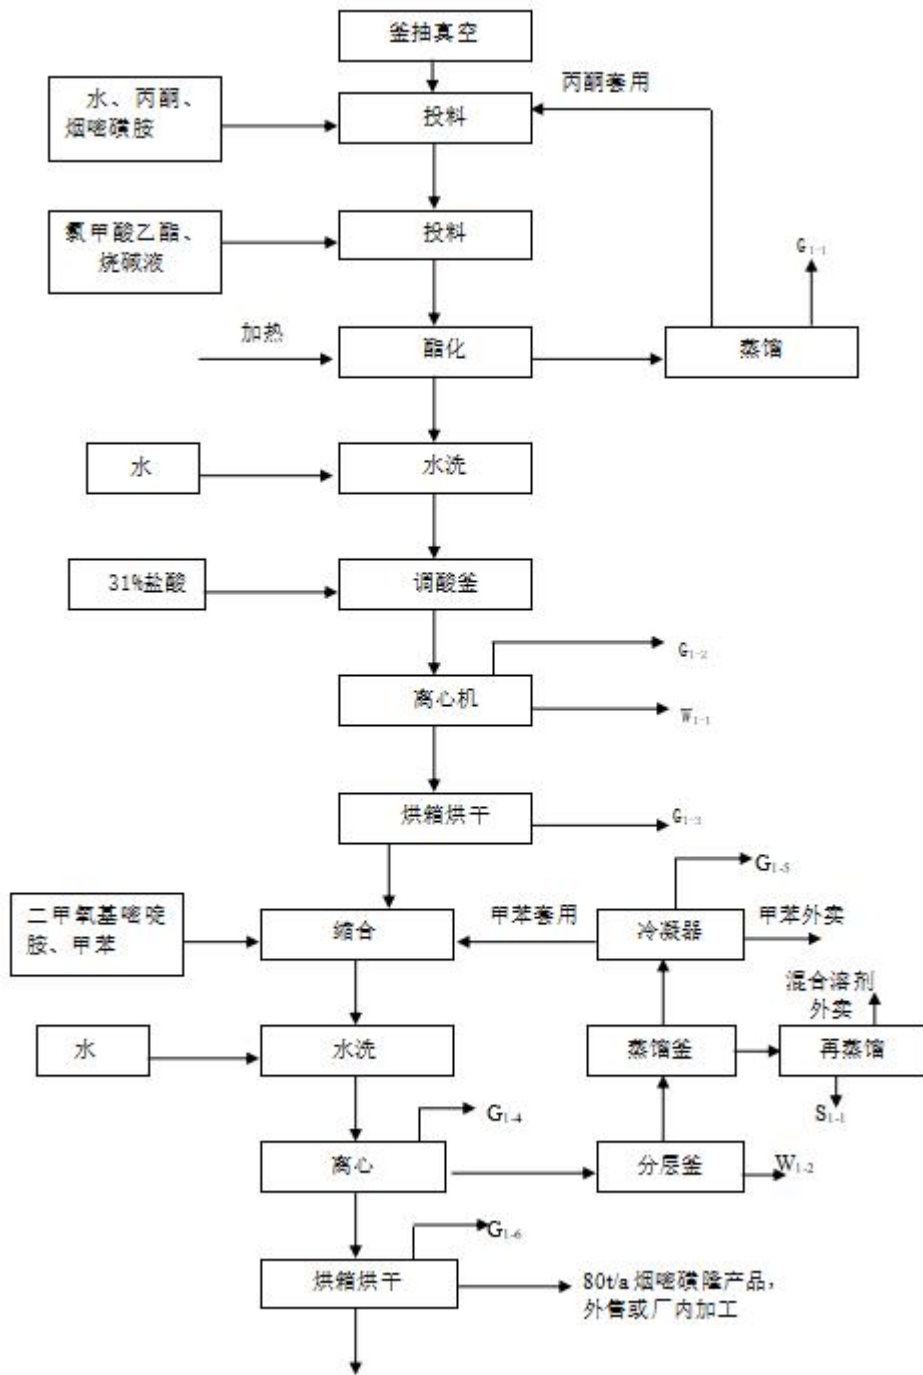 釜抽真空
丙酮套用
水、丙酮、
烟嘧磺胺
投料
氯甲酸乙酯、
烧碱液
投料
G1-1
加热
酯化
蒸馏
水
水洗
31%盐酸
调酸釜
G1-2
离心机
W1-1
烘箱烘干
G1-3
G1-5
二甲氧基嘧啶
胺、甲苯
缩合
甲苯套用
冷凝器
甲苯外卖
混合溶剂
外卖
水
水洗
蒸馏釜
再蒸馏
S1-1
G1-4
离心
分层釜
W1-2
G1-6
烘箱烘干
80t/a 烟嘧磺隆产品，
外售或厂内加工